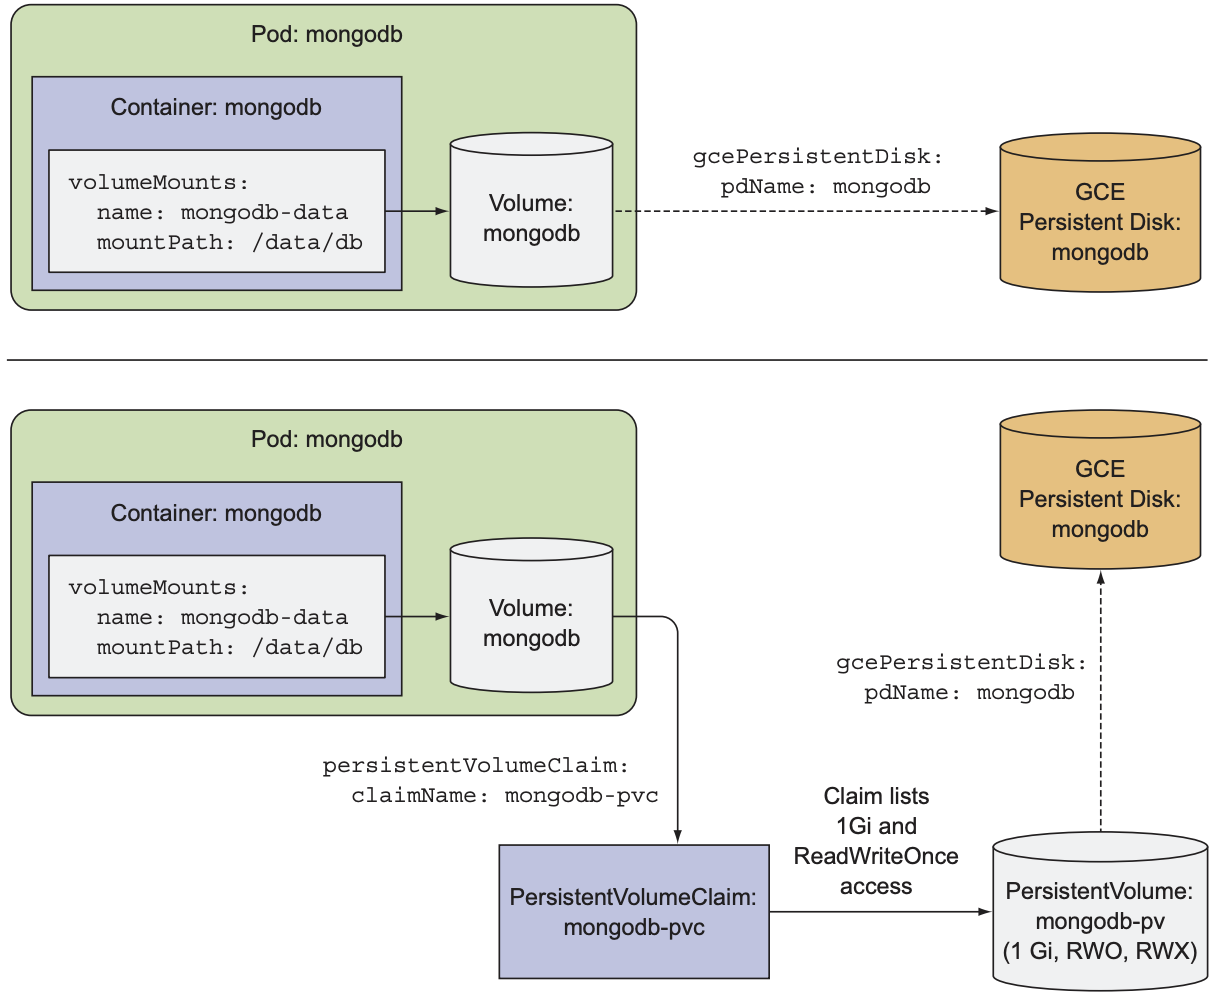 Pod: mongodb
Container: mongodb
volumeMounts:
name: mongodb-data
mountPath: /data/db
Volume:
mongodb
gcePersistentDisk:
pdName: mongodb
GCE
Persistent Disk:
mongodb
Pod: mongodb
Container: mongodb
volumeMounts:
name: mongodb-data
mountPath: /data/db
Volume:
mongodb
GCE
Persistent Disk:
mongodb
gcePersistentDisk:
pdName: mongodb
persistentVolumeClaim:
claimName: mongodb-pvc
Claim lists
1Gi and
ReadWriteOnce
access
PersistentVolumeClaim:
mongodb-pvc
PersistentVolume:
mongodb-pv
(1 Gi, RWO, RWX)